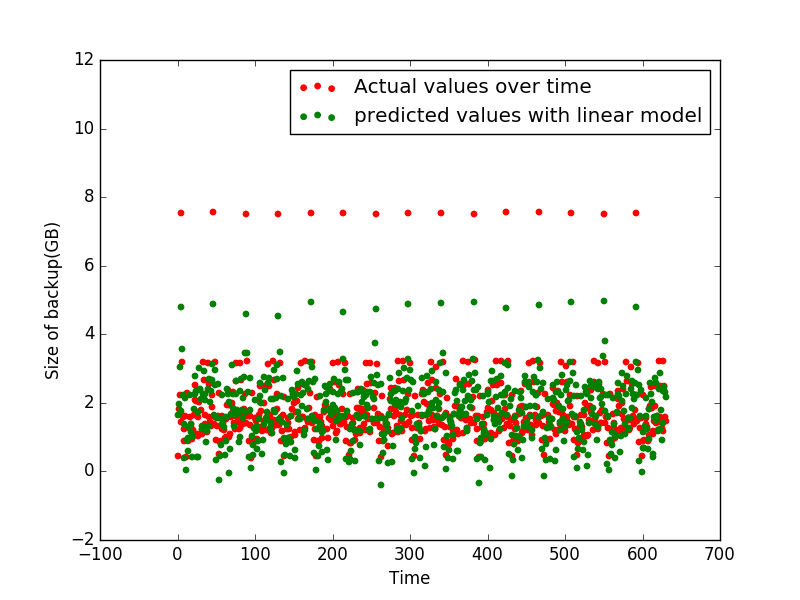 12
10
8
6
4
2
0
−2
Size of backup(GB)
Actual values over time
predicted values with linear model
−100 0 100 200 300 400 500 600 700
Time